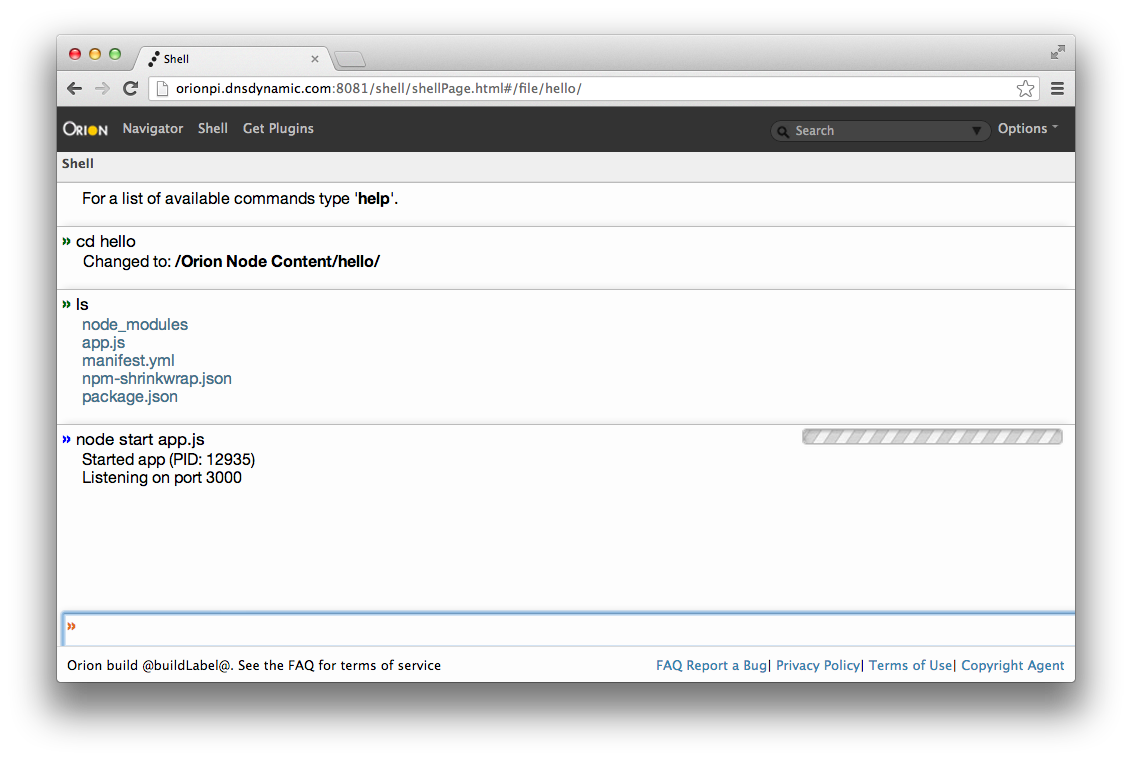 Shell
orionpi.dnsdynamic.com:8081/shell/shellPage.html#/file/hello/
ORION Navigator Shell Get Plugins Search Options
Shell
For a list of available commands type 'help'.
» cd hello
Changed to: /Orion Node Content/hello/
» ls
node_modules
app.js
manifest.yml
npm-shrinkwrap.json
package.json
» node start app.js
Started app (PID: 12935)
Listening on port 3000
»
Orion build @buildLabel@. See the FAQ for terms of service FAQ Report a Bug| Privacy Policy| Terms of Use| Copyright Agent